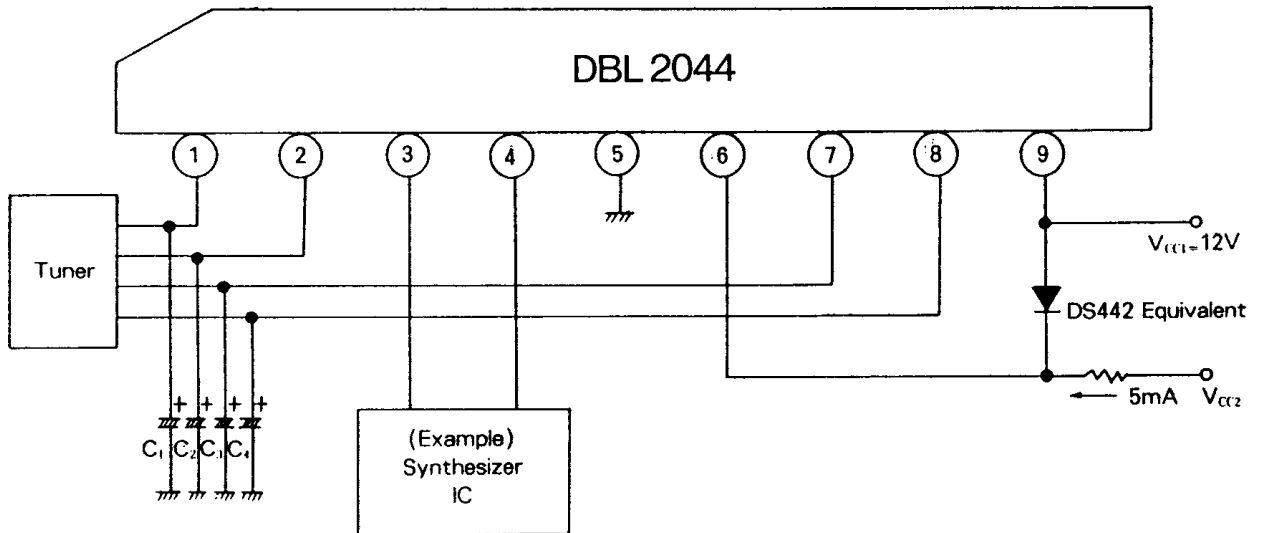 DBL 2044
1 2 3 4 5 6 7 8 9
Tuner
V_CC1=12V
DS442 Equivalent
5mA V_CC2
+ + + +
C1 C2 C3 C4
(Example)
Synthesizer
IC